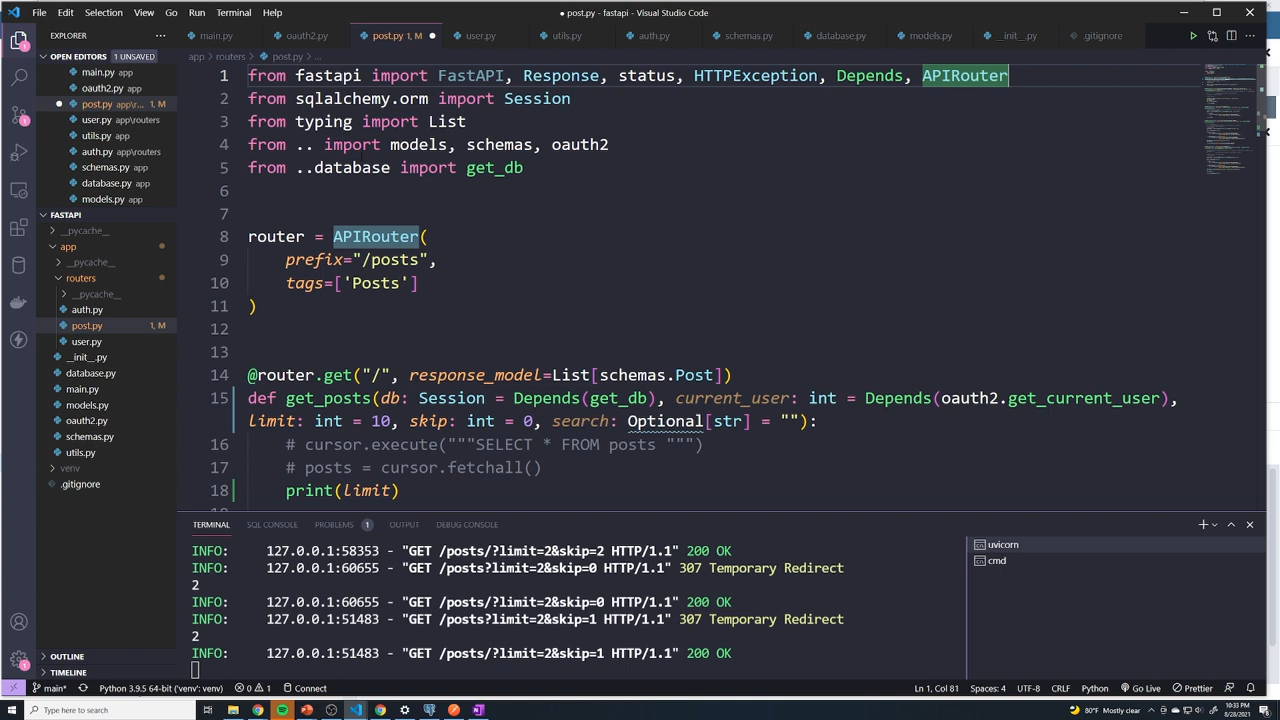 File Edit Selection View Go Run Terminal Help
post.py - fastapi - Visual Studio Code
EXPLORER
main.py oauth2.py post.py 1, M user.py utils.py auth.py schemas.py database.py models.py __init__.py .gitignore
OPEN EDITORS 1 UNSAVED
app > routers > post.py > ...
main.py app
oauth2.py app
post.py app\r... 1, M
user.py app\routers
utils.py app
auth.py app\routers
schemas.py app
database.py app
models.py app
FASTAPI
__pycache__
app
__pycache__
routers
__pycache__
auth.py
post.py 1, M
user.py
__init__.py
database.py
main.py
models.py
oauth2.py
schemas.py
utils.py
venv
.gitignore
OUTLINE
TIMELINE
1 from fastapi import FastAPI, Response, status, HTTPException, Depends, APIRouter
2 from sqlalchemy.orm import Session
3 from typing import List
4 from .. import models, schemas, oauth2
5 from ..database import get_db
6
7
8 router = APIRouter(
9 prefix="/posts",
10 tags=['Posts']
11 )
12
13
14 @router.get("/", response_model=List[schemas.Post])
15 def get_posts(db: Session = Depends(get_db), current_user: int = Depends(oauth2.get_current_user),
limit: int = 10, skip: int = 0, search: Optional[str] = ""):
16 # cursor.execute("""SELECT * FROM posts """)
17 # posts = cursor.fetchall()
18 print(limit)
TERMINAL SQL CONSOLE PROBLEMS 1 OUTPUT DEBUG CONSOLE
INFO: 127.0.0.1:58353 - "GET /posts/?limit=2&skip=2 HTTP/1.1" 200 OK
INFO: 127.0.0.1:60655 - "GET /posts?limit=2&skip=0 HTTP/1.1" 307 Temporary Redirect
2
INFO: 127.0.0.1:60655 - "GET /posts/?limit=2&skip=0 HTTP/1.1" 200 OK
INFO: 127.0.0.1:51483 - "GET /posts?limit=2&skip=1 HTTP/1.1" 307 Temporary Redirect
2
INFO: 127.0.0.1:51483 - "GET /posts/?limit=2&skip=1 HTTP/1.1" 200 OK
uvicorn
cmd
main* Python 3.9.5 64-bit ('venv': venv) 0 1 Connect
Ln 1, Col 81 Spaces: 4 UTF-8 CRLF Python Go Live Prettier
Type here to search
80°F Mostly clear
10:33 PM
8/28/2021